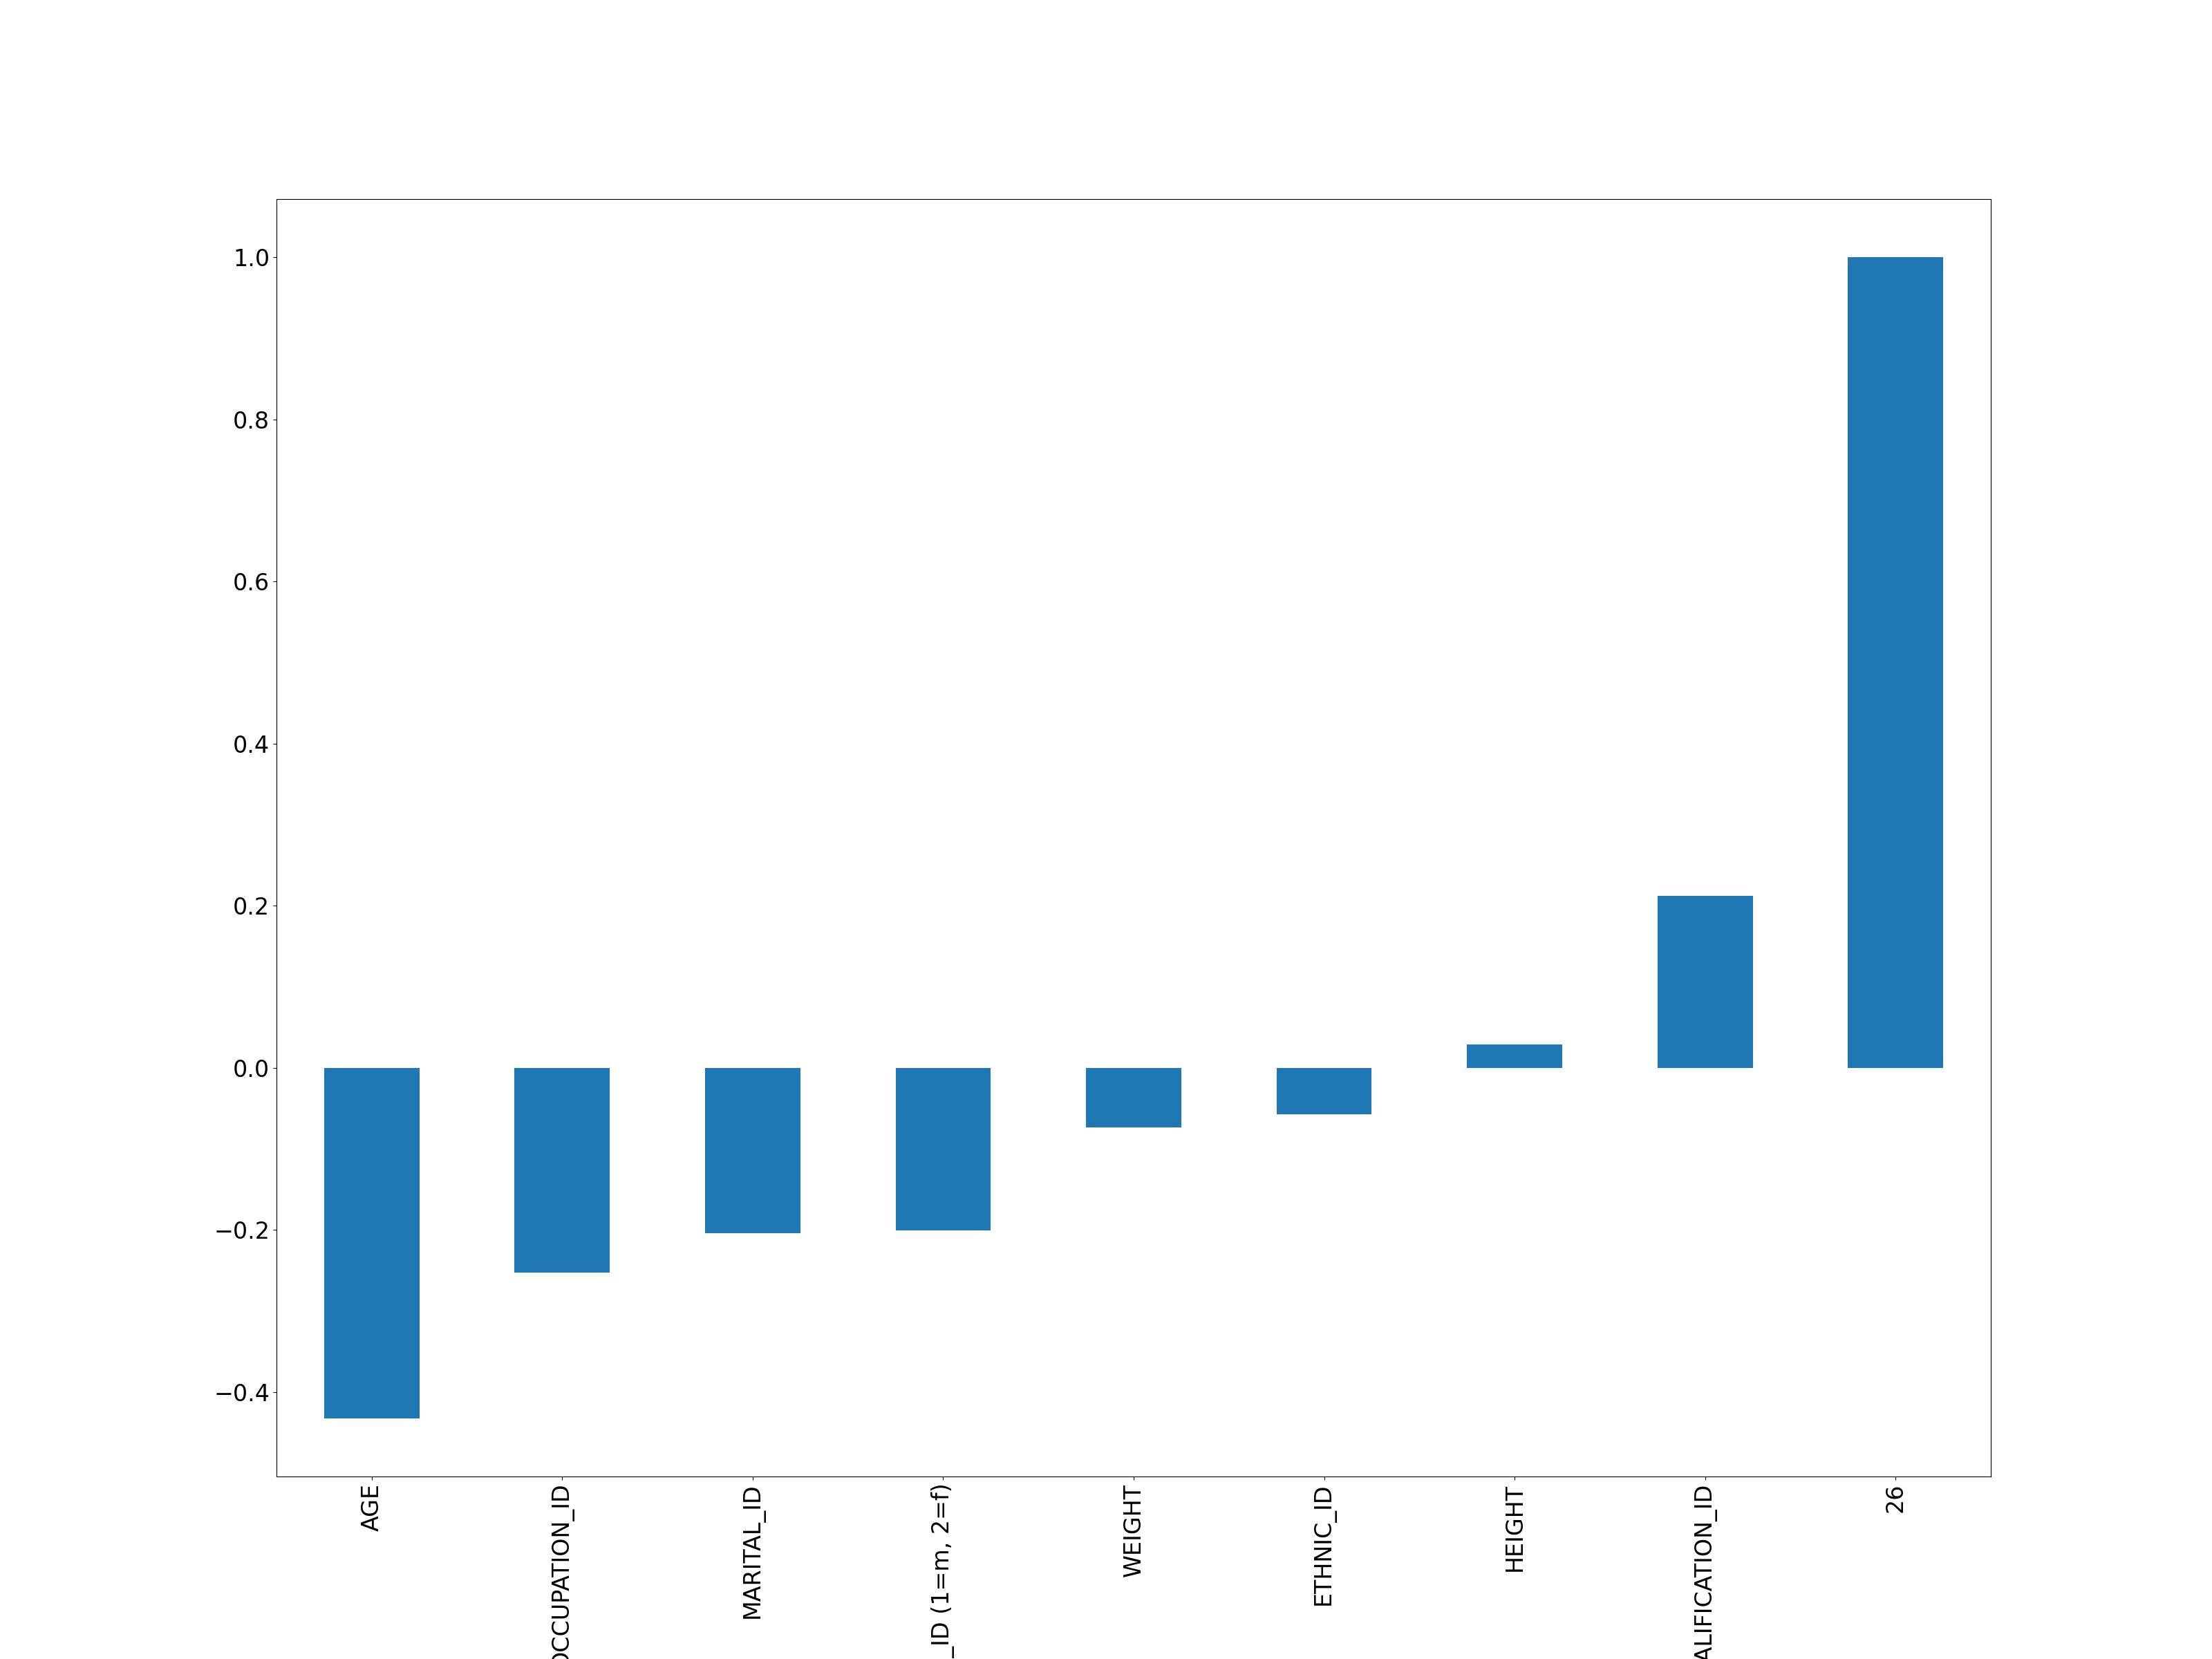 1.0
0.8
0.6
0.4
0.2
0.0
−0.2
−0.4
AGE
OCCUPATION_ID
MARITAL_ID
_ID (1=m, 2=f)
WEIGHT
ETHNIC_ID
HEIGHT
ALIFICATION_ID
26